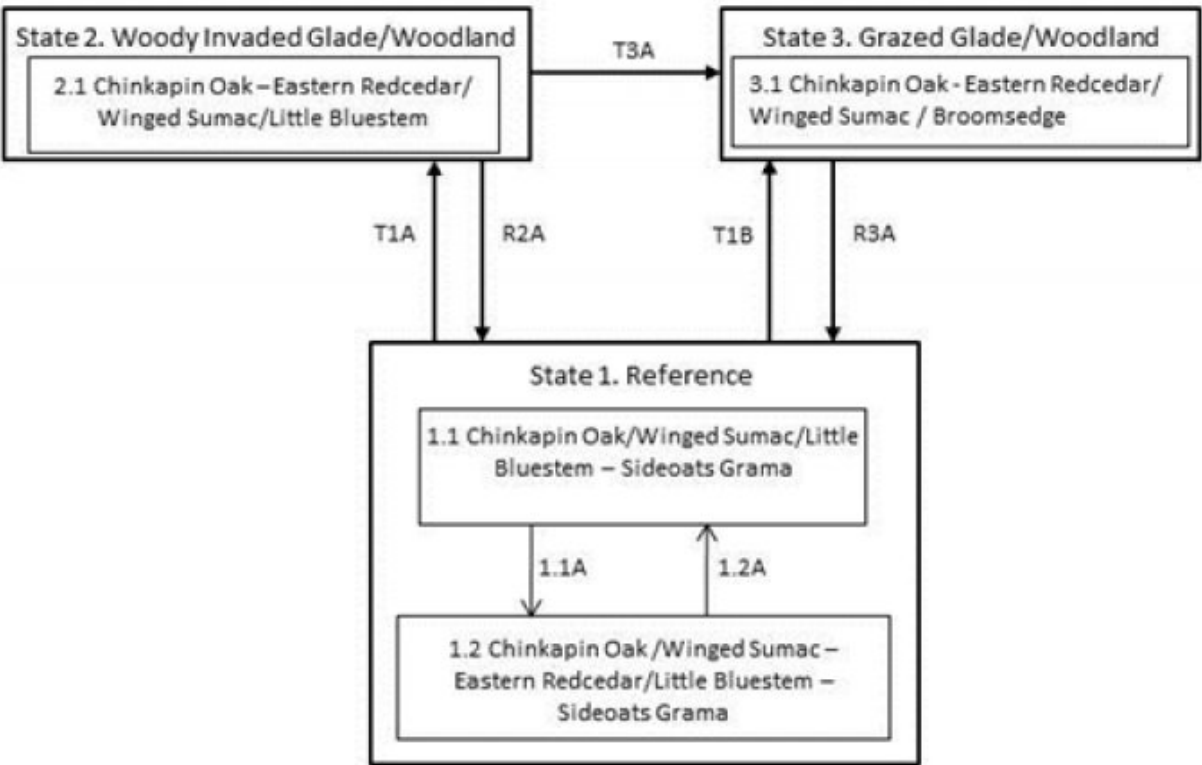 State 2. Woody Invaded Glade/Woodland
2.1 Chinkapin Oak – Eastern Redcedar/
Winged Sumac/Little Bluestem
T3A
State 3. Grazed Glade/Woodland
3.1 Chinkapin Oak - Eastern Redcedar/
Winged Sumac / Broomsedge
T1A
R2A
T1B
R3A
State 1. Reference
1.1 Chinkapin Oak/Winged Sumac/Little
Bluestem – Sideoats Grama
1.1A
1.2A
1.2 Chinkapin Oak /Winged Sumac –
Eastern Redcedar/Little Bluestem –
Sideoats Grama